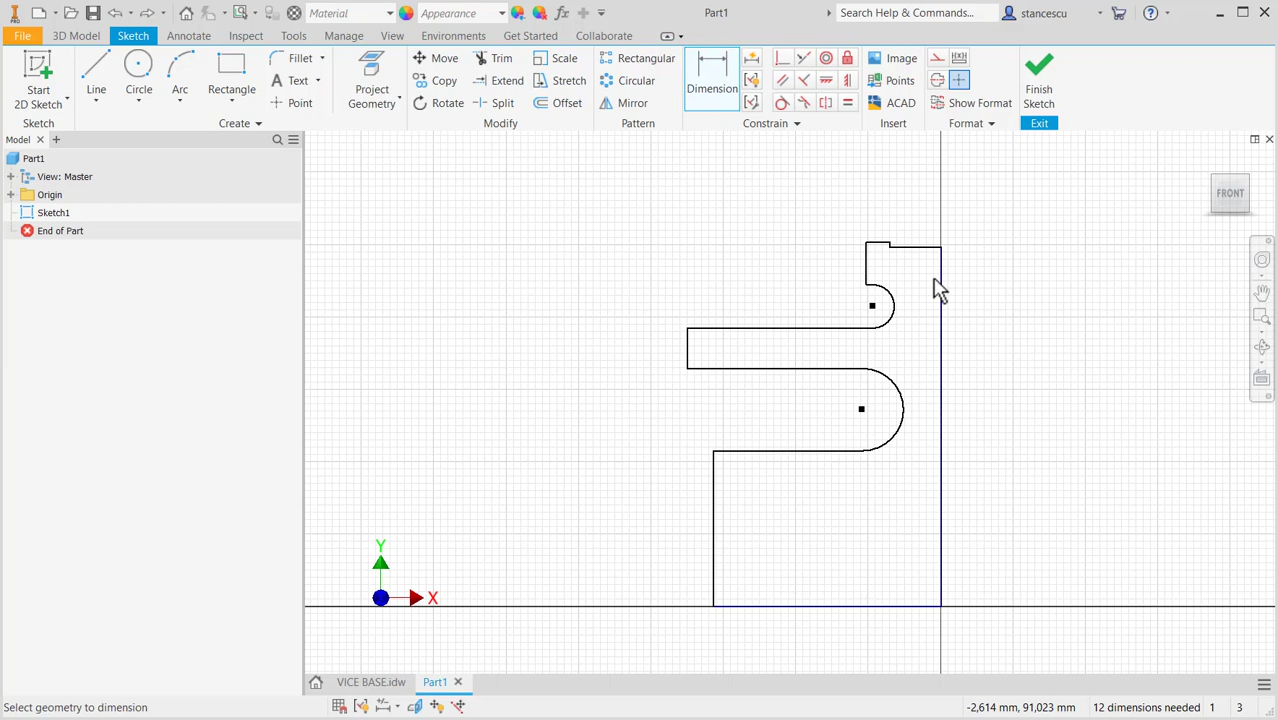 PRO Material Appearance fx Part1 Search Help & Commands... stancescu
File 3D Model Sketch Annotate Inspect Tools Manage View Environments Get Started Collaborate
Start 2D Sketch Line Circle Arc Rectangle Fillet Text Point Project Geometry Move Copy Rotate Trim Extend Split Scale Stretch Offset Rectangular Circular Mirror Dimension Image Points ACAD Show Format Finish Sketch
Sketch Create Modify Pattern Constrain Insert Format Exit
Model
Part1
View: Master
Origin
Sketch1
End of Part
FRONT
Y
X
VICE BASE.idw Part1
Select geometry to dimension -2,614 mm, 91,023 mm 12 dimensions needed 1 3